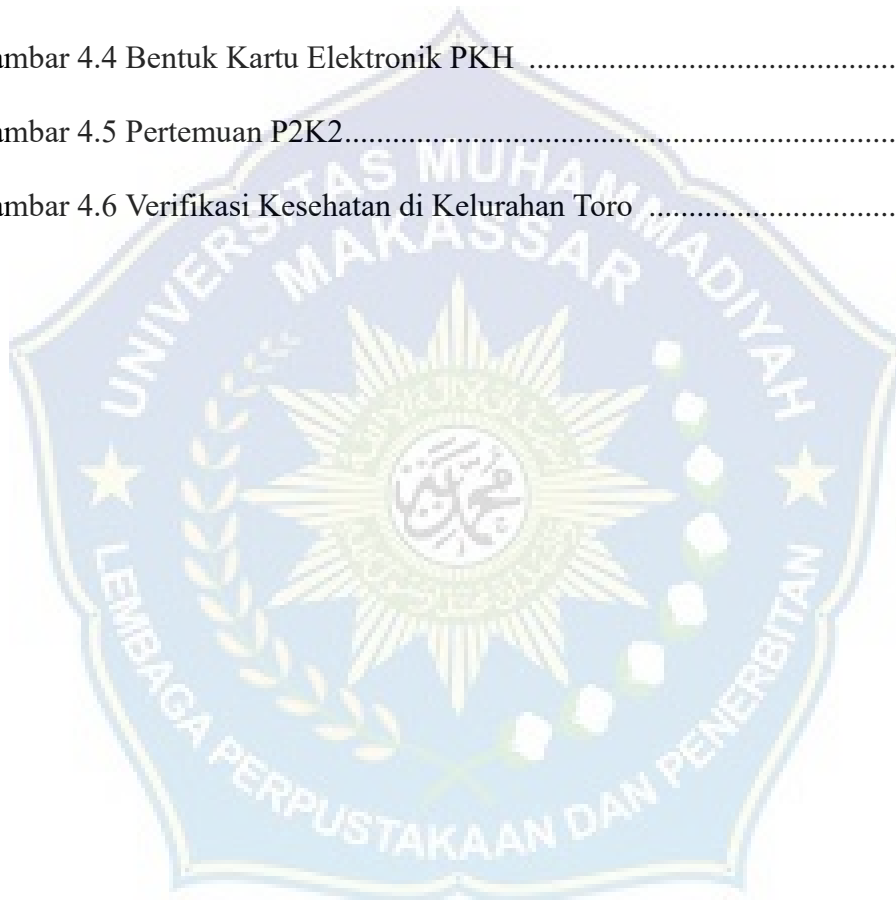 ambar 4.4 Bentuk Kartu Elektronik PKH ..........................................
ambar 4.5 Pertemuan P2K2..............................................................
ambar 4.6 Verifikasi Kesehatan di Kelurahan Toro ............................
UNIVERSITAS MUHAMMADIYAH
MAKASSAR
محمدية
LEMBAGA PERPUSTAKAAN DAN PENERBITAN